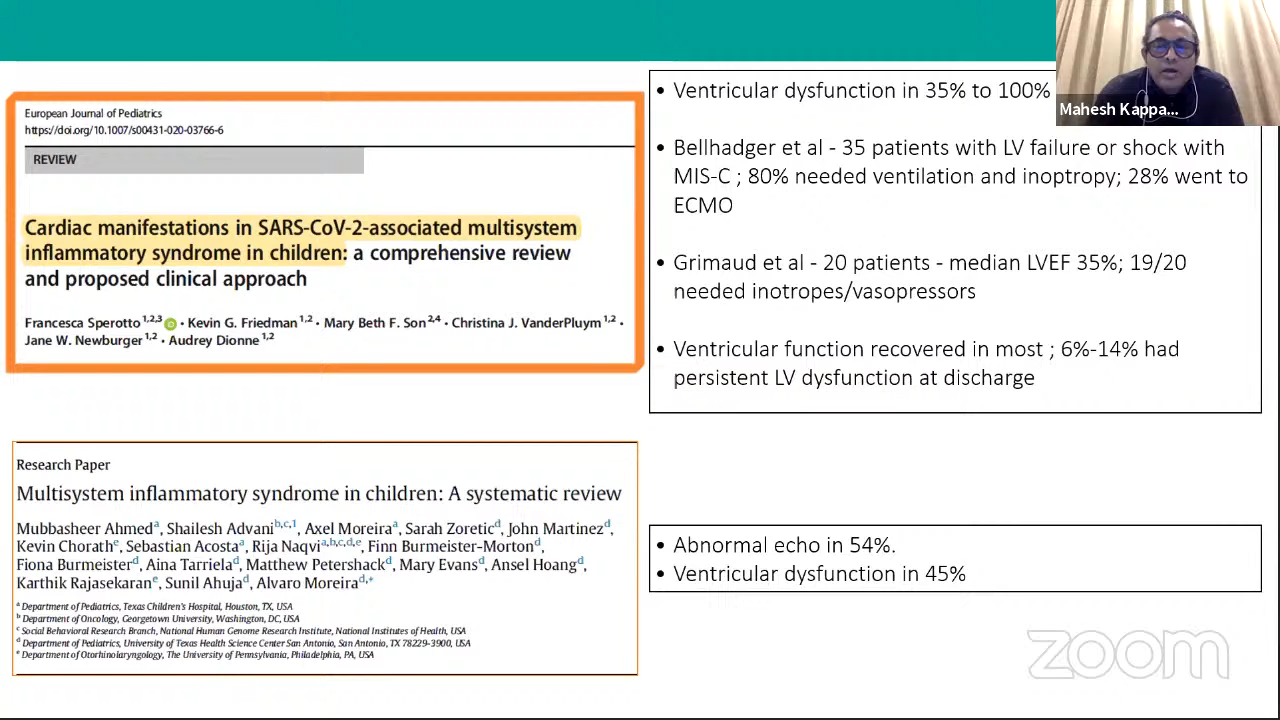 European Journal of Pediatrics
https://doi.org/10.1007/s00431-020-03766-6
REVIEW
Cardiac manifestations in SARS-CoV-2-associated multisystem
inflammatory syndrome in children: a comprehensive review
and proposed clinical approach
Francesca Sperotto 1,2,3 · Kevin G. Friedman 1,2 · Mary Beth F. Son 2,4 · Christina J. VanderPluym 1,2 ·
Jane W. Newburger 1,2 · Audrey Dionne 1,2
Research Paper
Multisystem inflammatory syndrome in children: A systematic review
Mubbasheer Ahmed a, Shailesh Advani b,c,1, Axel Moreira a, Sarah Zoretic d, John Martinez d,
Kevin Chorath e, Sebastian Acosta a, Rija Naqvi a,b,c,d,e, Finn Burmeister-Morton d,
Fiona Burmeister d, Aina Tarriela d, Matthew Petershack d, Mary Evans d, Ansel Hoang d,
Karthik Rajasekaran e, Sunil Ahuja d, Alvaro Moreira d,*
a Department of Pediatrics, Texas Children's Hospital, Houston, TX, USA
b Department of Oncology, Georgetown University, Washington, DC, USA
c Social Behavioral Research Branch, National Human Genome Research Institute, National Institutes of Health, USA
d Department of Pediatrics, University of Texas Health Science Center San Antonio, San Antonio, TX 78229-3900, USA
e Department of Otorhinolaryngology, The University of Pennsylvania, Philadelphia, PA, USA
• Ventricular dysfunction in 35% to 100%
• Bellhadger et al - 35 patients with LV failure or shock with
MIS-C ; 80% needed ventilation and inoptropy; 28% went to
ECMO
• Grimaud et al - 20 patients - median LVEF 35%; 19/20
needed inotropes/vasopressors
• Ventricular function recovered in most ; 6%-14% had
persistent LV dysfunction at discharge
• Abnormal echo in 54%.
• Ventricular dysfunction in 45%
Mahesh Kappa...
zoom